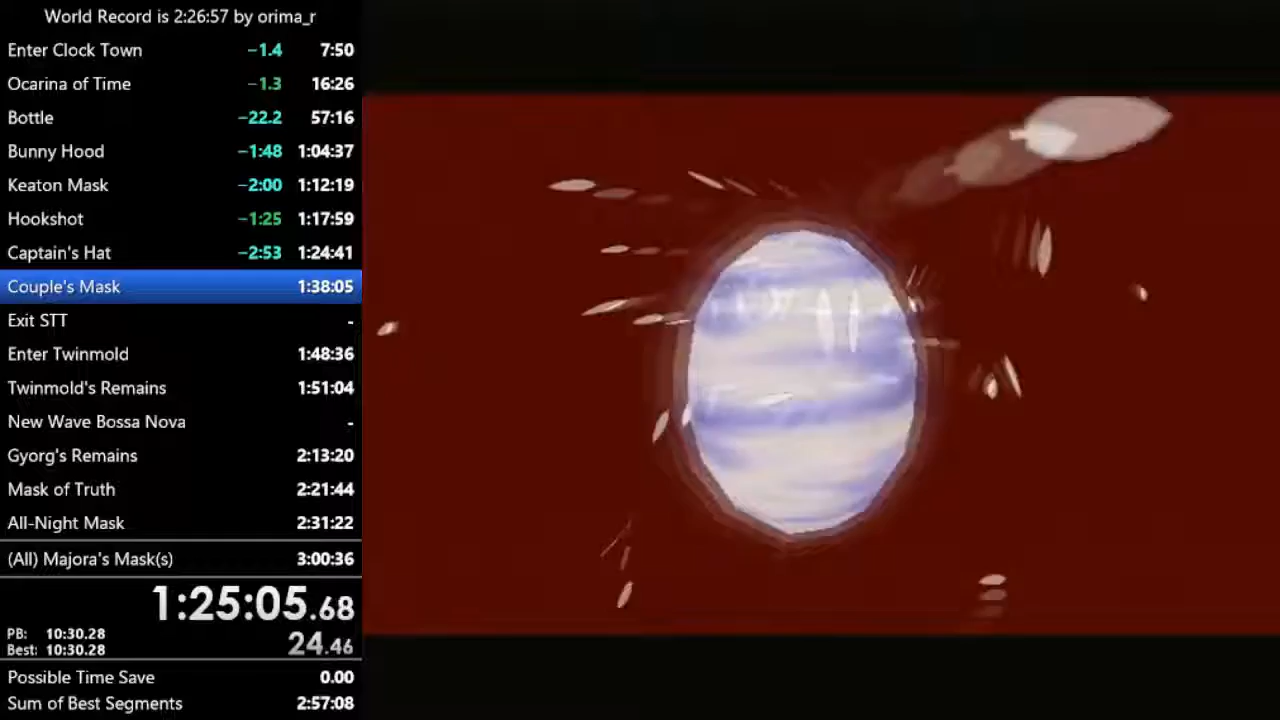 World Record is 2:26:57 by orima_r
Enter Clock Town −1.4 7:50
Ocarina of Time −1.3 16:26
Bottle −22.2 57:16
Bunny Hood −1:48 1:04:37
Keaton Mask −2:00 1:12:19
Hookshot −1:25 1:17:59
Captain's Hat −2:53 1:24:41
Couple's Mask 1:38:05
Exit STT -
Enter Twinmold 1:48:36
Twinmold's Remains 1:51:04
New Wave Bossa Nova -
Gyorg's Remains 2:13:20
Mask of Truth 2:21:44
All-Night Mask 2:31:22
(All) Majora's Mask(s) 3:00:36
1:25:05.68
PB: 10:30.28
Best: 10:30.28 24.46
Possible Time Save 0.00
Sum of Best Segments 2:57:08